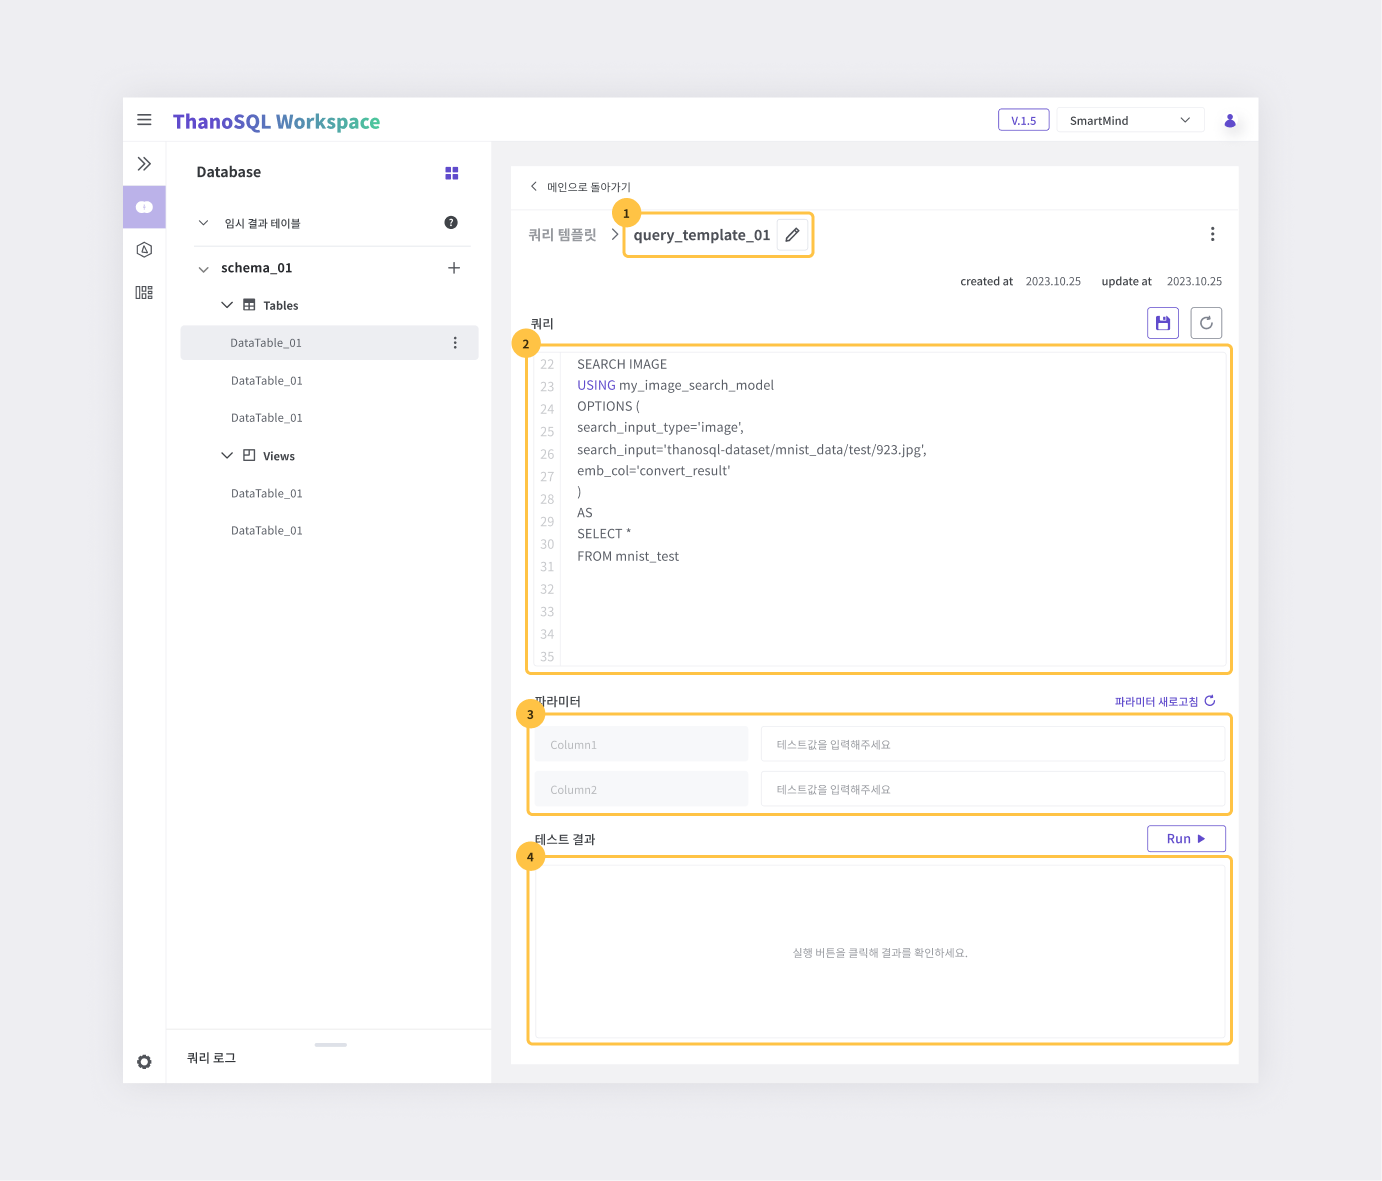 ThanoSQL Workspace
V.1.5
SmartMind
Database
임시 결과 테이블
?
schema_01
Tables
DataTable_01
DataTable_01
DataTable_01
Views
DataTable_01
DataTable_01
쿼리 로그
메인으로 돌아가기
1
쿼리 템플릿
query_template_01
created at 2023.10.25 update at 2023.10.25
쿼리
2
22 SEARCH IMAGE
23 USING my_image_search_model
24 OPTIONS (
25 search_input_type='image',
26 search_input='thanosql-dataset/mnist_data/test/923.jpg',
27 emb_col='convert_result'
28 )
29 AS
30 SELECT *
31 FROM mnist_test
32
33
34
35
파라미터
파라미터 새로고침
3
Column1 테스트값을 입력해주세요
Column2 테스트값을 입력해주세요
테스트 결과
Run
4
실행 버튼을 클릭해 결과를 확인하세요.